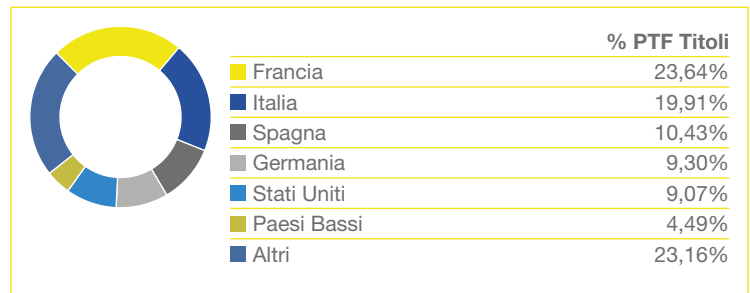 % PTF Titoli
Francia 23,64%
Italia 19,91%
Spagna 10,43%
Germania 9,30%
Stati Uniti 9,07%
Paesi Bassi 4,49%
Altri 23,16%